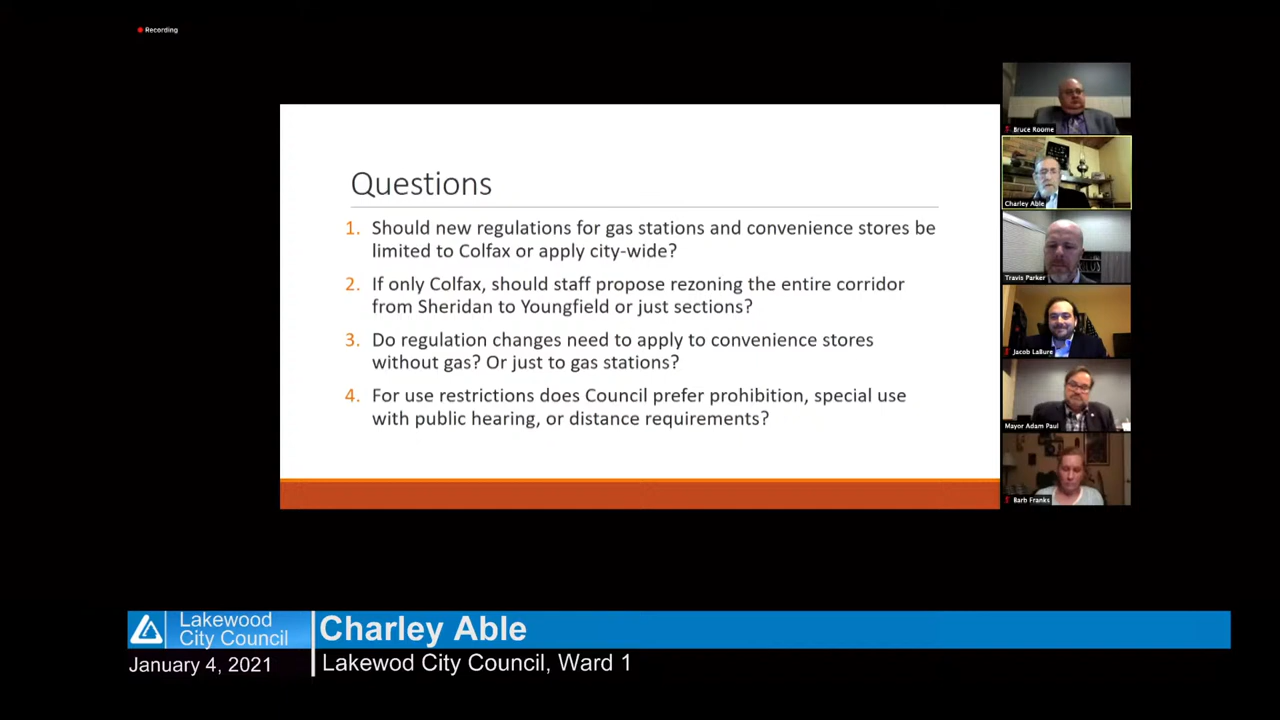 Recording
Questions
1. Should new regulations for gas stations and convenience stores be
limited to Colfax or apply city-wide?
2. If only Colfax, should staff propose rezoning the entire corridor
from Sheridan to Youngfield or just sections?
3. Do regulation changes need to apply to convenience stores
without gas? Or just to gas stations?
4. For use restrictions does Council prefer prohibition, special use
with public hearing, or distance requirements?
Bruce Roome
Charley Able
Travis Parker
Jacob LaBure
Mayor Adam Paul
Barb Franks
Lakewood
City Council
Charley Able
January 4, 2021
Lakewod City Council, Ward 1